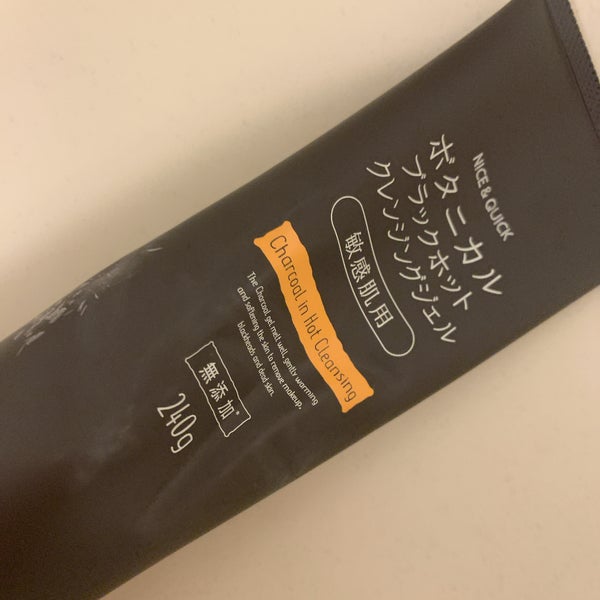 NICE & QUICK
ボタニカル
ブラックホット
クレンジングジェル
敏感肌用
Charcoal in Hot Cleansing
The Charcoal gel melt well, gently warming
and softening the skin to remove makeup,
blackheads and dead skin.
無添加*
240g